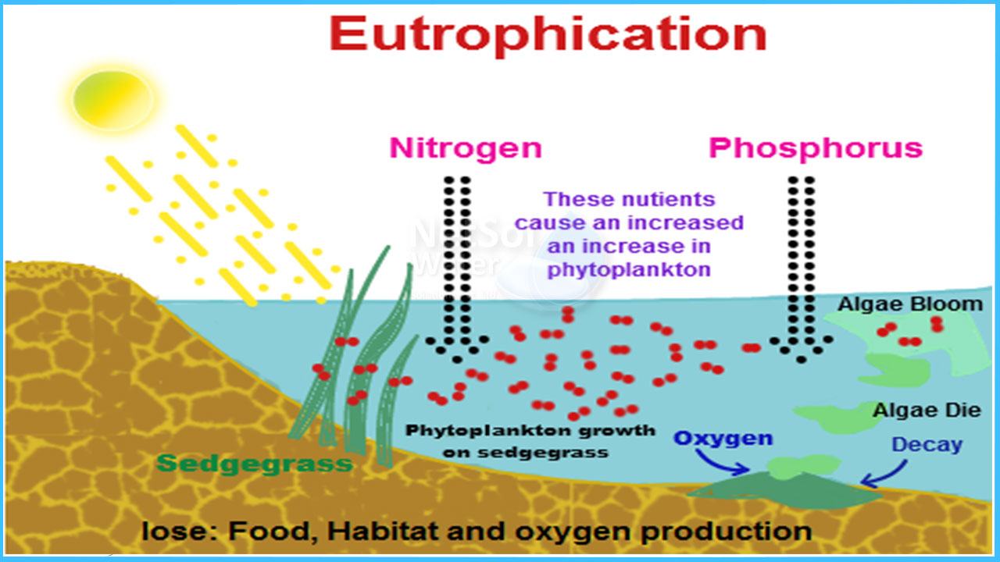 Eutrophication
Nitrogen
Phosphorus
These nutients
cause an increased
an increase in
phytoplankton
Water
Algae Bloom
Algae Die
Phytoplankton growth
on sedgegrass
Oxygen
Decay
Sedgegrass
lose: Food, Habitat and oxygen production